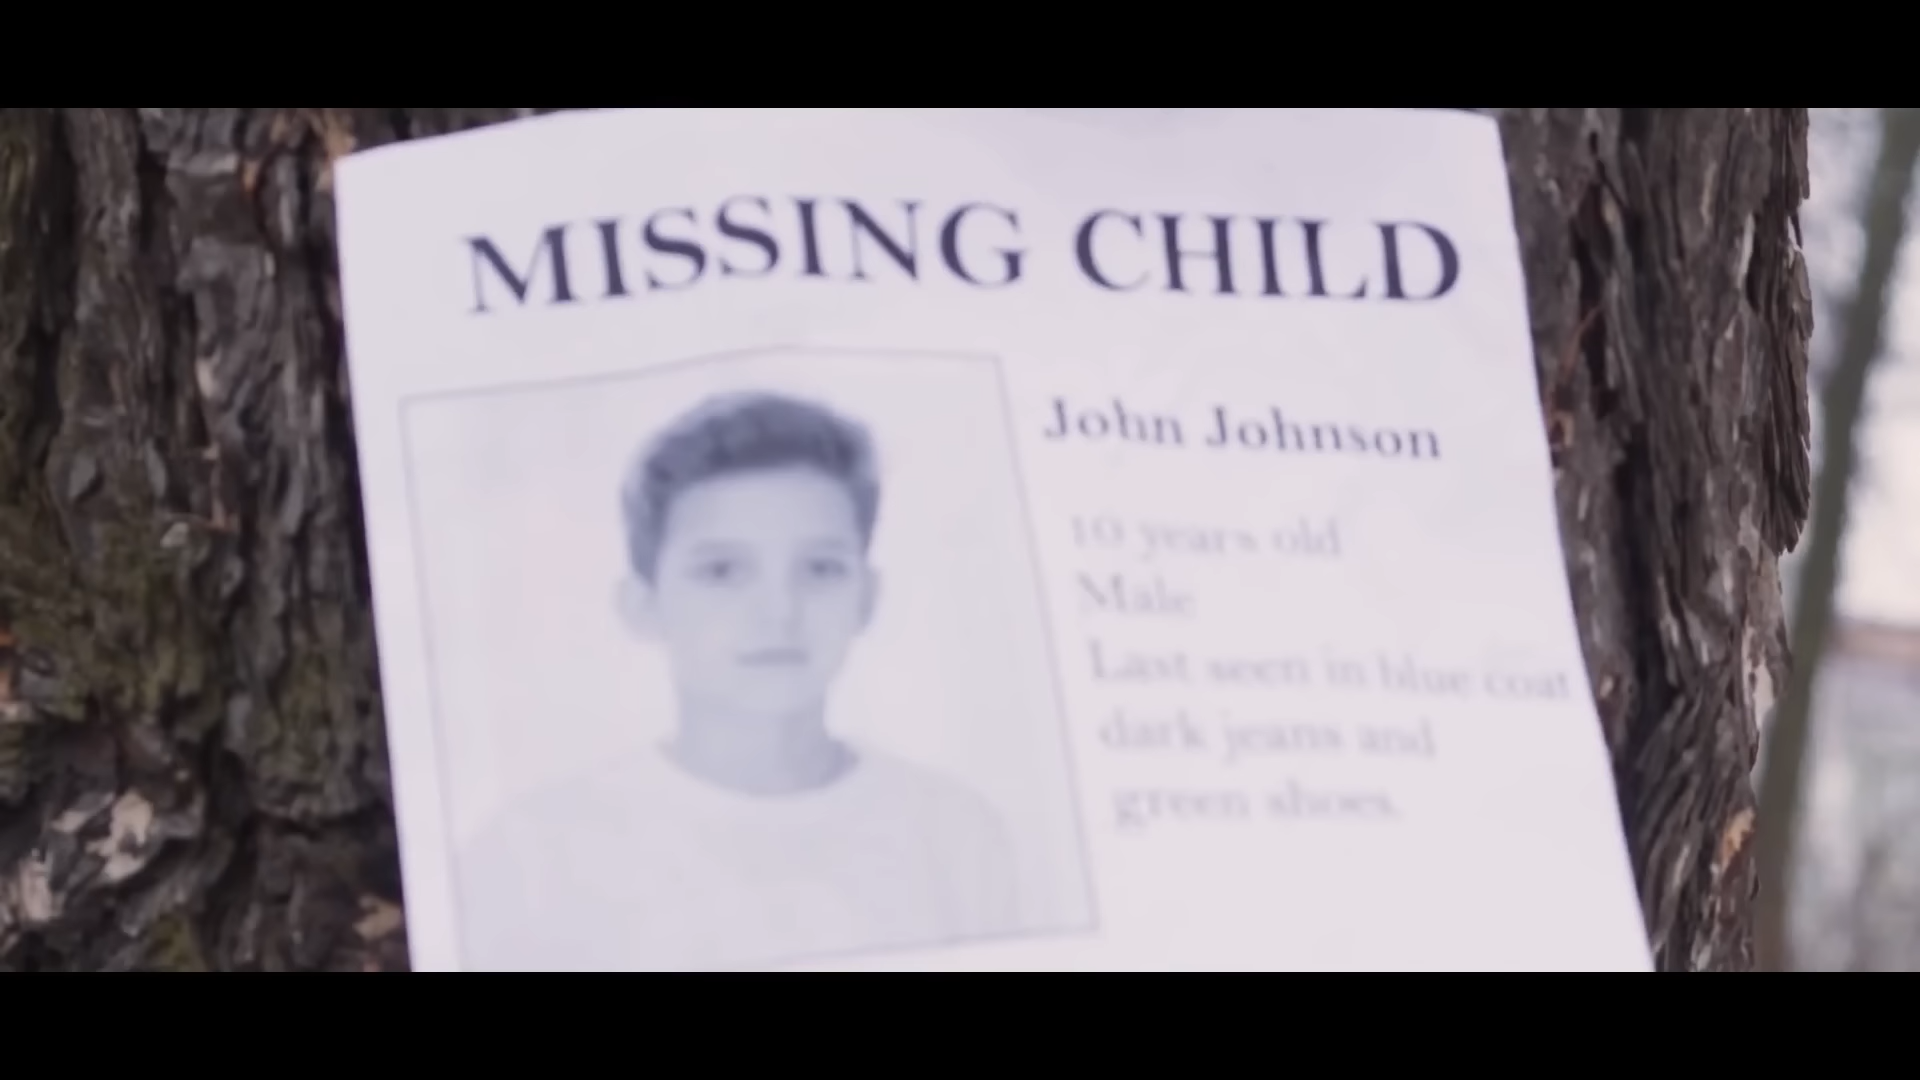 MISSING CHILD
John Johnson
10 years old
Male
Last seen in blue coat
dark jeans and
green shoes.